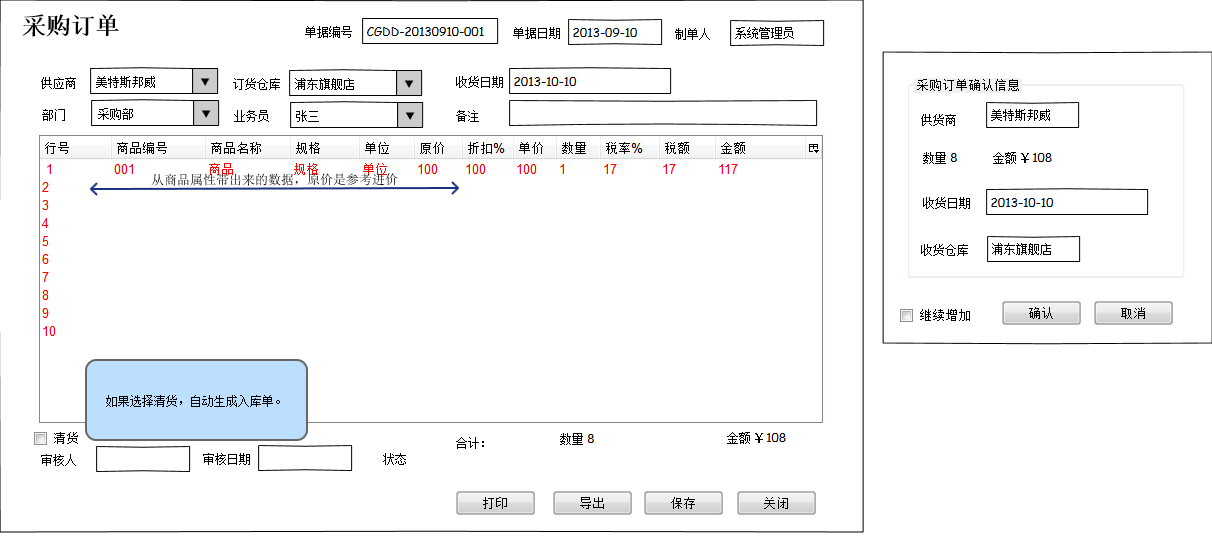 采购订单
单据编号 CGDD-20130910-001 单据日期 2013-09-10 制单人 系统管理员
供应商 美特斯邦威 订货仓库 浦东旗舰店 收货日期 2013-10-10
部门 采购部 业务员 张三 备注
行号 商品编号 商品名称 规格 单位 原价 折扣% 单价 数量 税率% 税额 金额
1 001 商品 规格 单位 100 100 100 1 17 17 117
从商品属性带出来的数据，原价是参考进价
2
3
4
5
6
7
8
9
10
如果选择清货，自动生成入库单。
清货
合计： 数量 8 金额￥108
审核人 审核日期 状态
打印 导出 保存 关闭
采购订单确认信息
供货商 美特斯邦威
数量 8 金额￥108
收货日期 2013-10-10
收货仓库 浦东旗舰店
继续增加 确认 取消